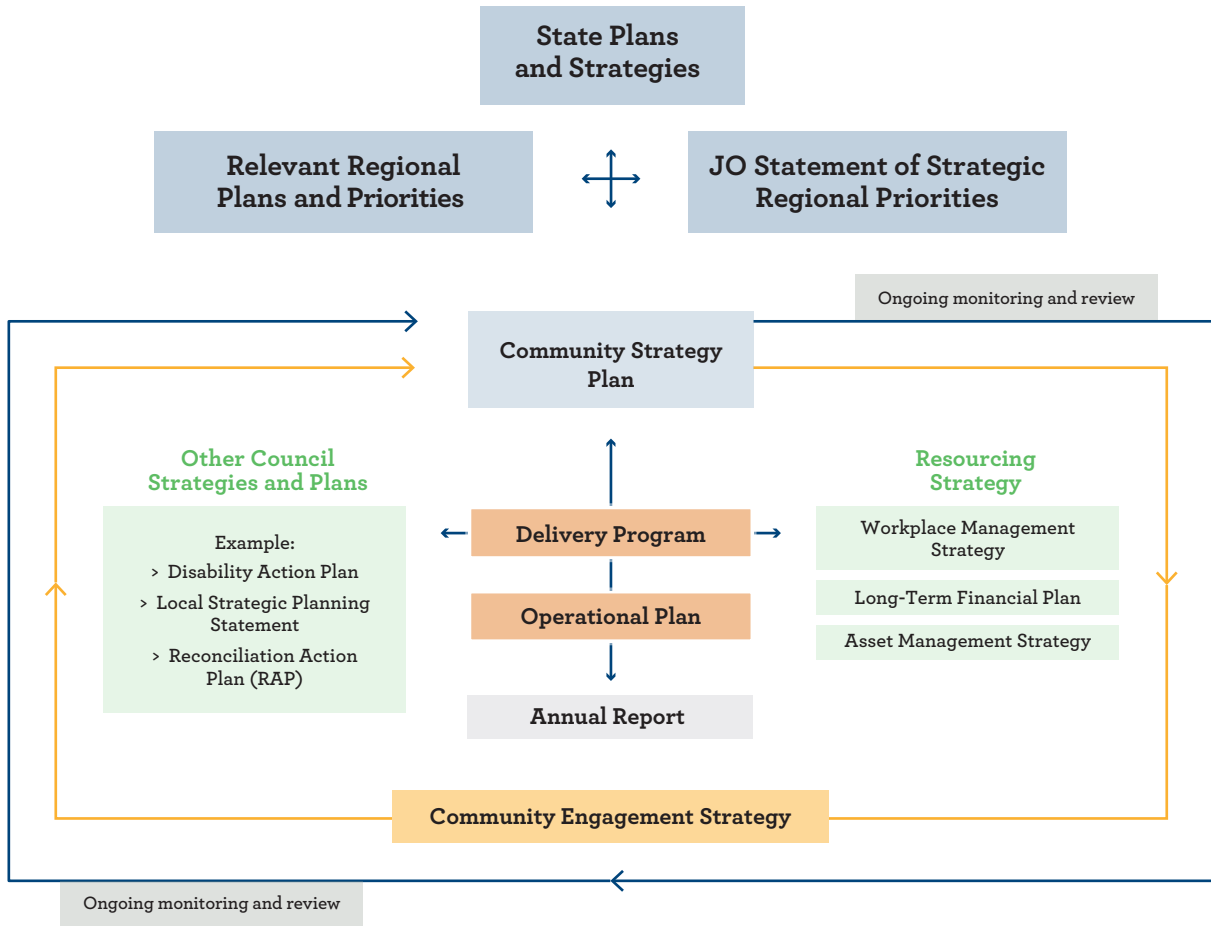 State Plans
and Strategies
Relevant Regional
Plans and Priorities
JO Statement of Strategic
Regional Priorities
Ongoing monitoring and review
Community Strategy
Plan
Other Council
Strategies and Plans
Example:
> Disability Action Plan
> Local Strategic Planning
Statement
> Reconciliation Action
Plan (RAP)
Delivery Program
Operational Plan
Annual Report
Resourcing
Strategy
Workplace Management
Strategy
Long-Term Financial Plan
Asset Management Strategy
Community Engagement Strategy
Ongoing monitoring and review